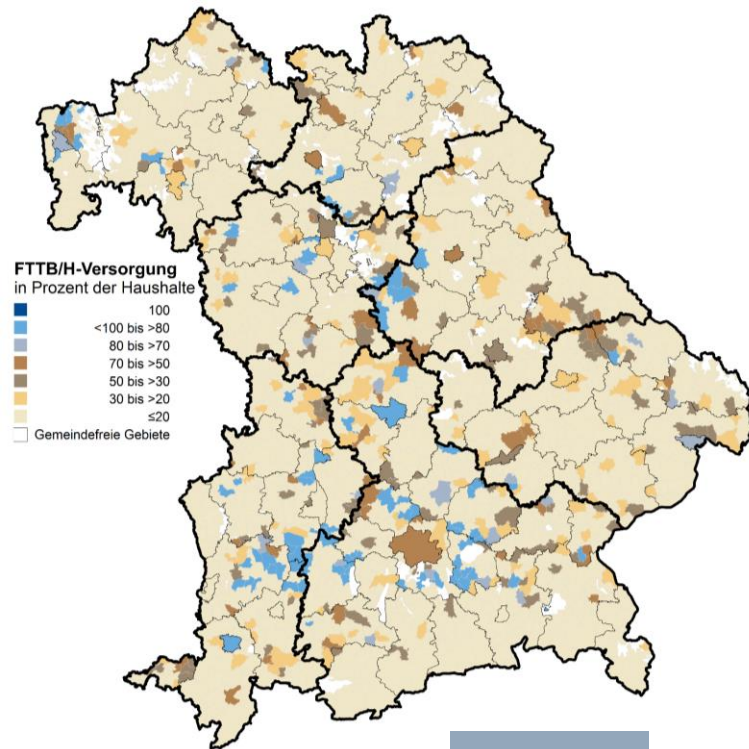 FTTB/H-Versorgung
in Prozent der Haushalte
100
<100 bis >80
80 bis >70
70 bis >50
50 bis >30
30 bis >20
≤20
Gemeindefreie Gebiete